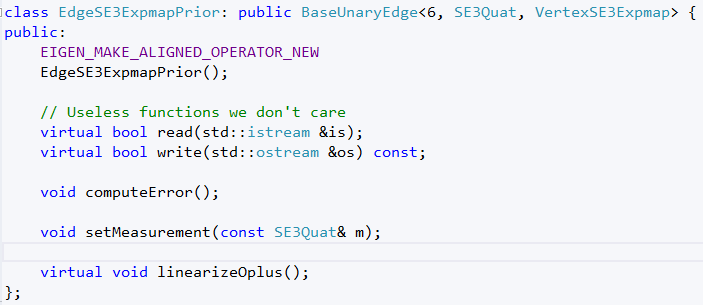 class EdgeSE3ExpmapPrior: public BaseUnaryEdge<6, SE3Quat, VertexSE3Expmap> {
public:
    EIGEN_MAKE_ALIGNED_OPERATOR_NEW
    EdgeSE3ExpmapPrior();

    // Useless functions we don't care
    virtual bool read(std::istream &is);
    virtual bool write(std::ostream &os) const;

    void computeError();

    void setMeasurement(const SE3Quat& m);

    virtual void linearizeOplus();
};